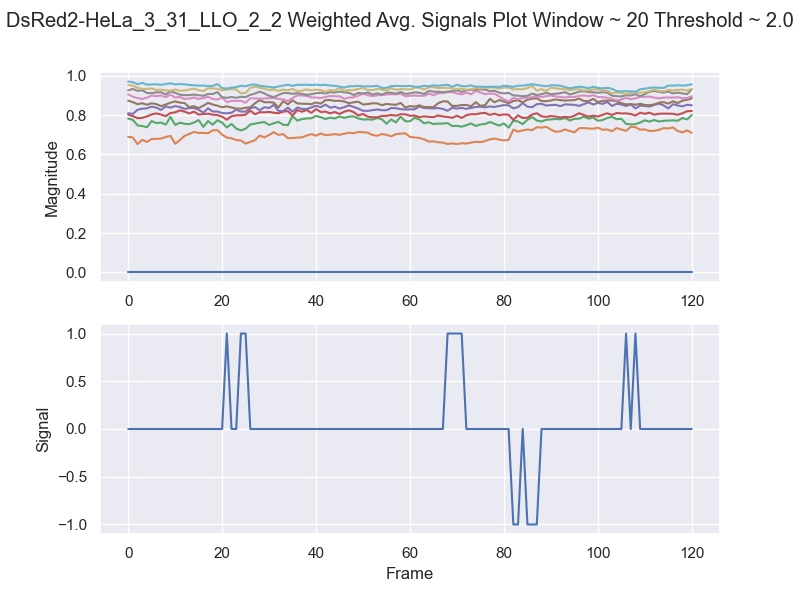 DsRed2-HeLa_3_31_LLO_2_2 Weighted Avg. Signals Plot Window ~ 20 Threshold ~ 2.0
1.0
0.8
0.6
0.4
0.2
0.0
Magnitude
0 20 40 60 80 100 120
1.0
0.5
0.0
−0.5
−1.0
Signal
0 20 40 60 80 100 120
Frame